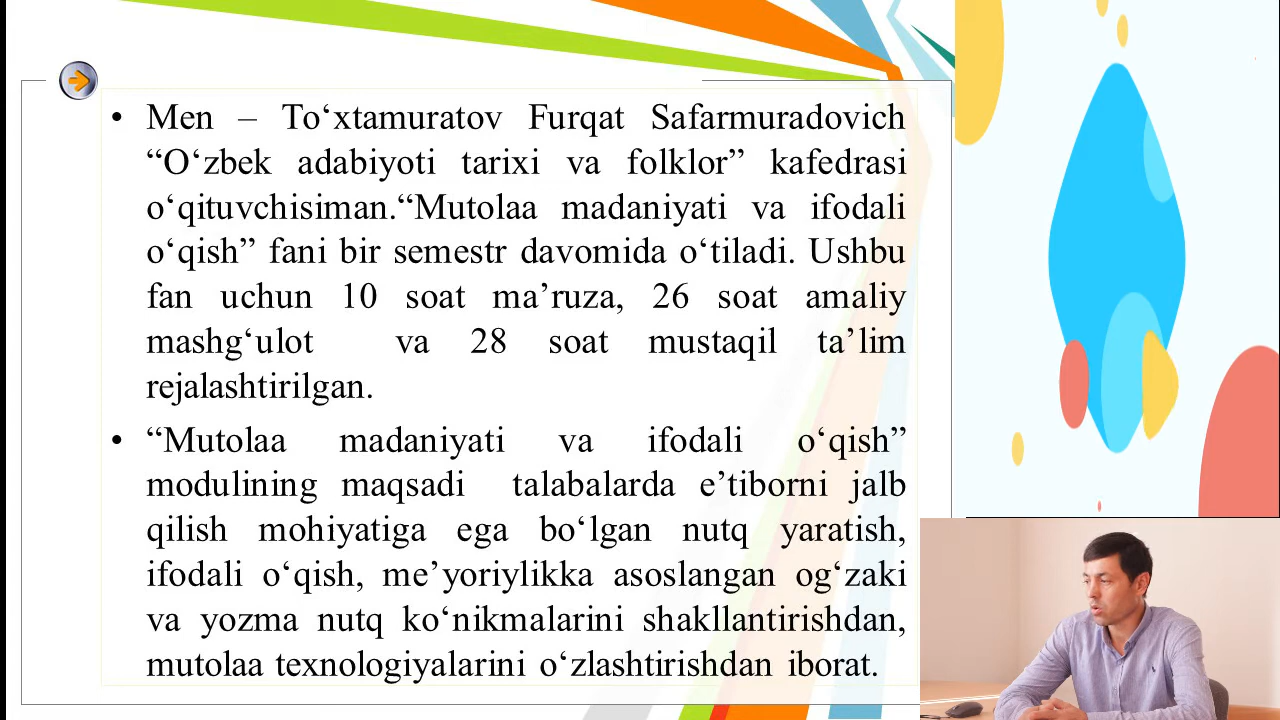 • Men – To‘xtamuratov Furqat Safarmuradovich
“O‘zbek adabiyoti tarixi va folklor” kafedrasi
o‘qituvchisiman.“Mutolaa madaniyati va ifodali
o‘qish” fani bir semestr davomida o‘tiladi. Ushbu
fan uchun 10 soat ma’ruza, 26 soat amaliy
mashg‘ulot va 28 soat mustaqil ta’lim
rejalashtirilgan.
• “Mutolaa madaniyati va ifodali o‘qish”
modulining maqsadi talabalarda e’tiborni jalb
qilish mohiyatiga ega bo‘lgan nutq yaratish,
ifodali o‘qish, me’yoriylikka asoslangan og‘zaki
va yozma nutq ko‘nikmalarini shakllantirishdan,
mutolaa texnologiyalarini o‘zlashtirishdan iborat.